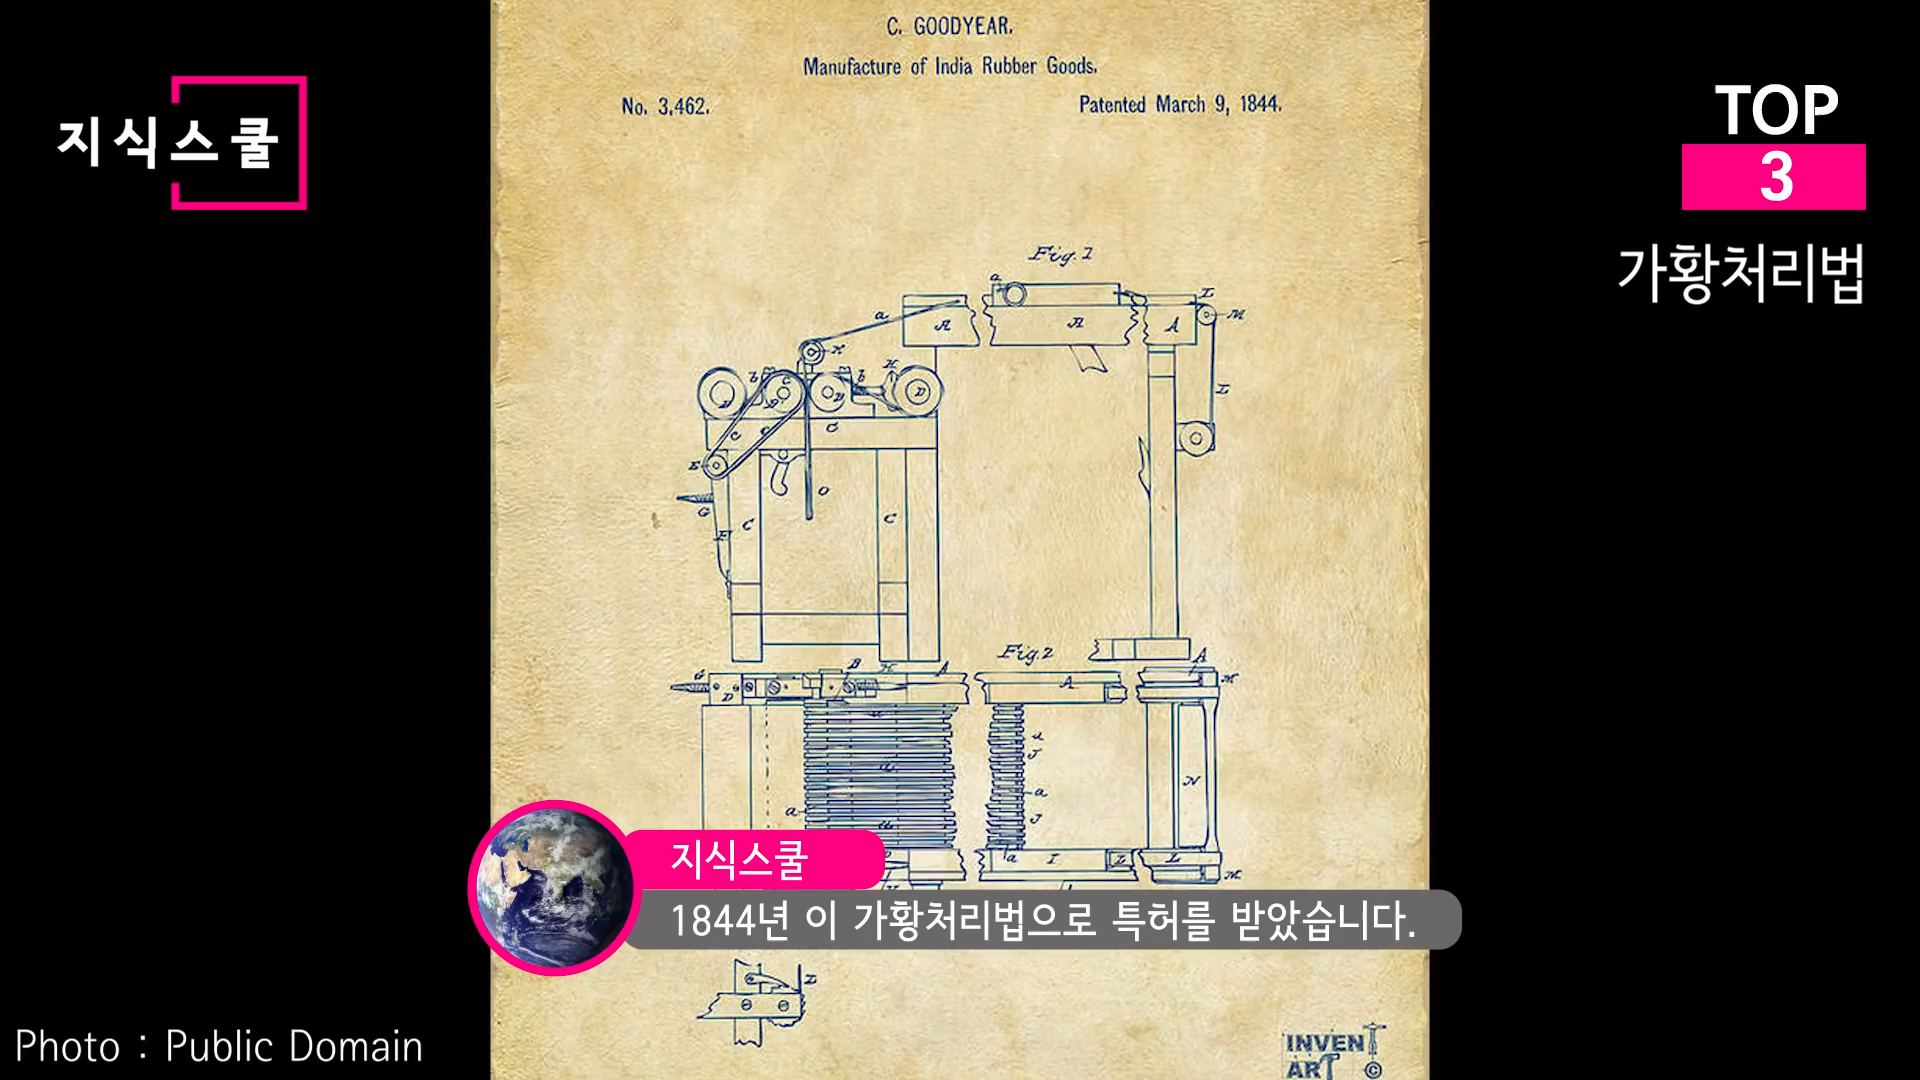 C. GOODYEAR.
Manufacture of India Rubber Goods.
No. 3,462.
Patented March 9, 1844.
지식스쿨
TOP
3
가황처리법
Fig. 1
Fig. 2
지식스쿨
1844년 이 가황처리법으로 특허를 받았습니다.
Photo : Public Domain
INVENT
ART ©